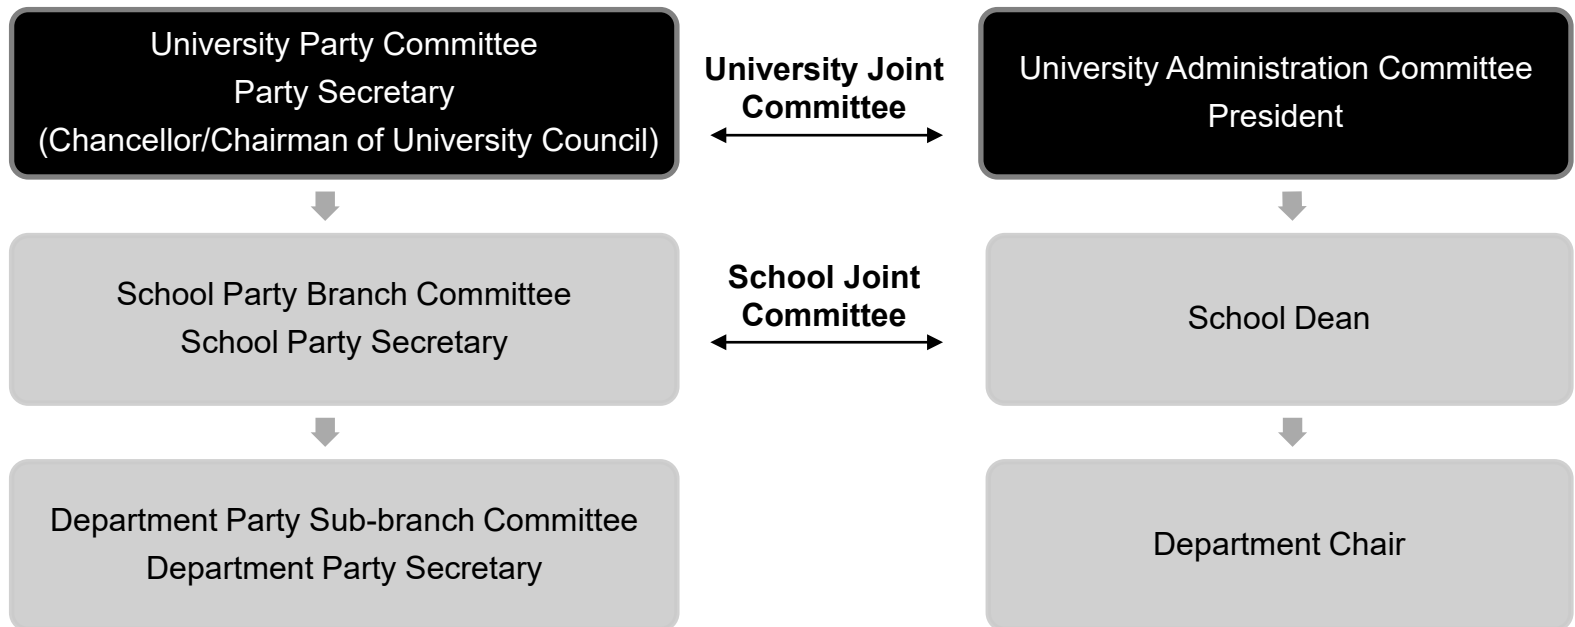 University Party Committee
Party Secretary
(Chancellor/Chairman of University Council)
University Joint
Committee
University Administration Committee
President
School Party Branch Committee
School Party Secretary
School Joint
Committee
School Dean
Department Party Sub-branch Committee
Department Party Secretary
Department Chair